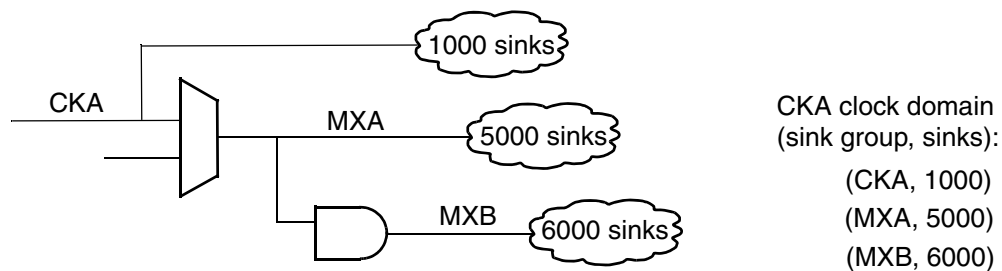 1000 sinks
CKA
MXA
5000 sinks
MXB
6000 sinks
CKA clock domain
(sink group, sinks):
(CKA, 1000)
(MXA, 5000)
(MXB, 6000)